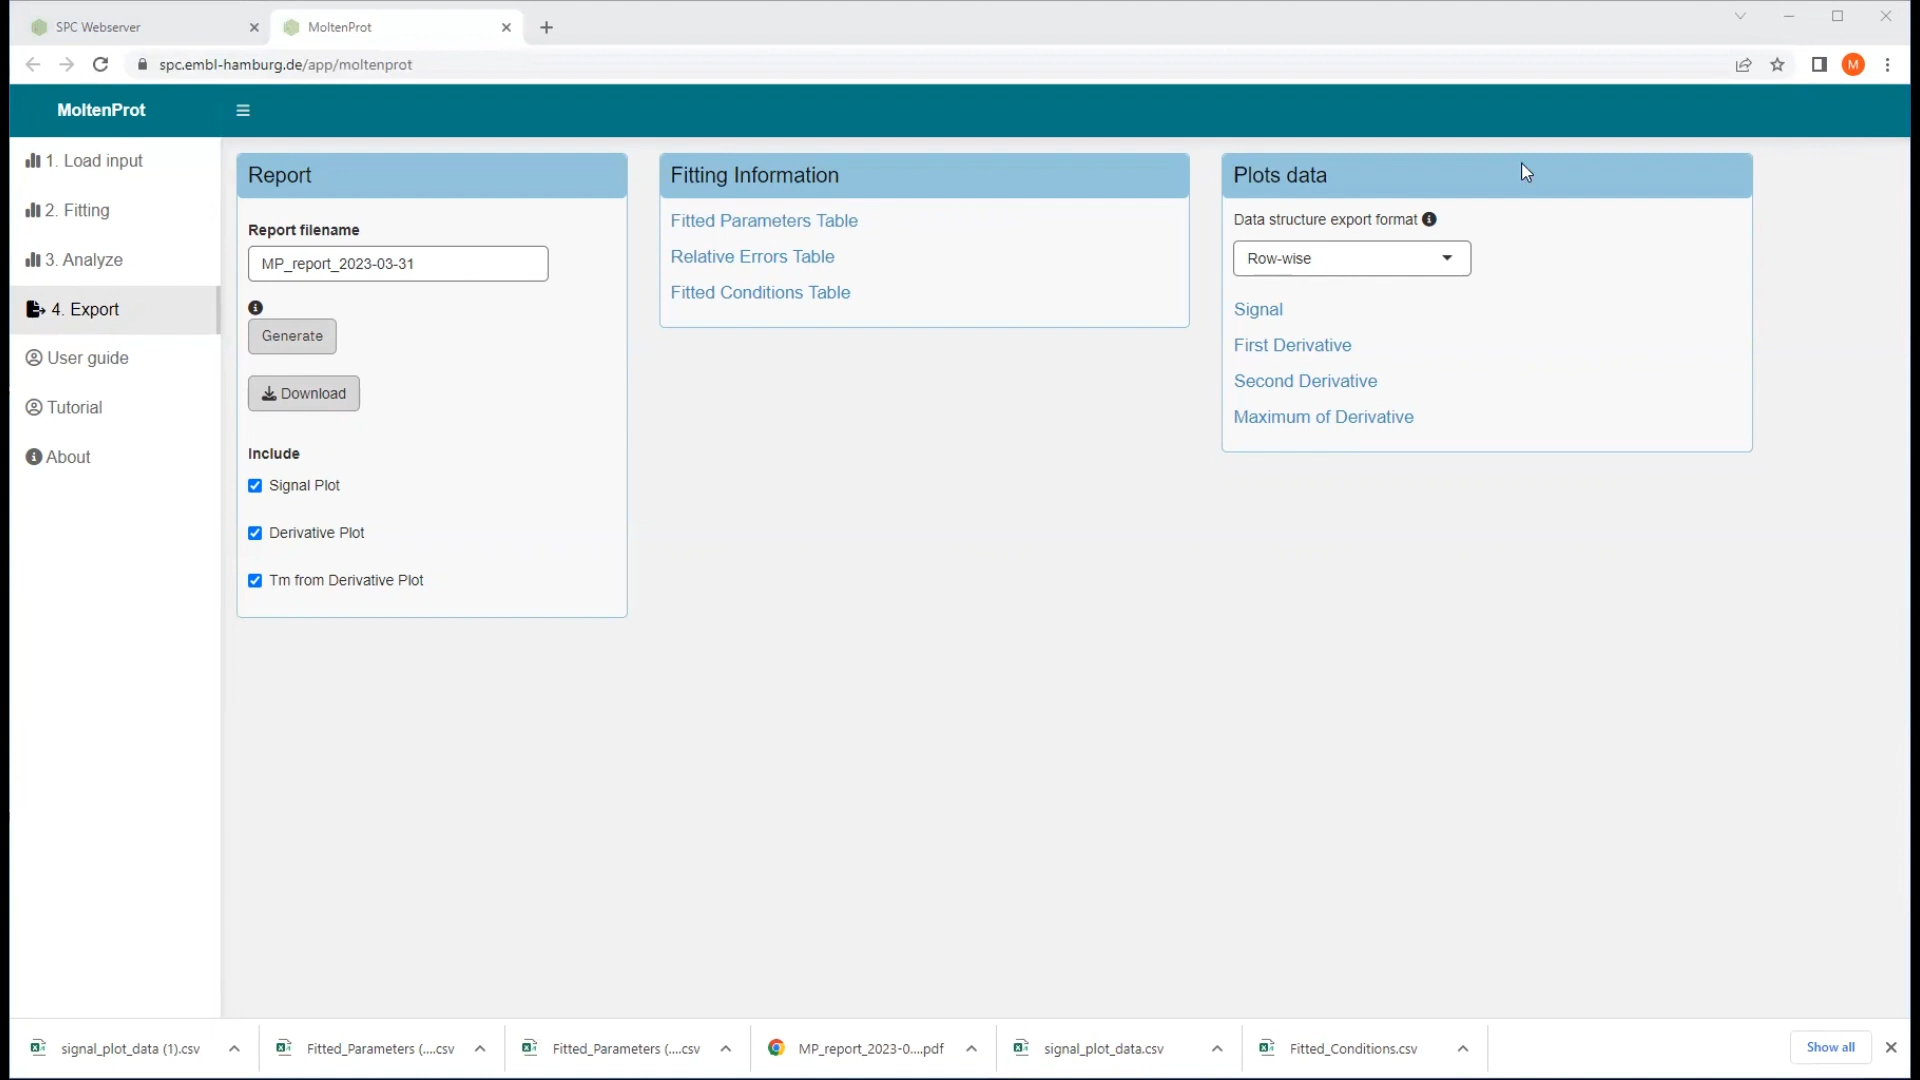 SPC Webserver
MoltenProt
spc.embl-hamburg.de/app/moltenprot
M
MoltenProt
1. Load input
2. Fitting
3. Analyze
4. Export
User guide
Tutorial
About
Report
Report filename
MP_report_2023-03-31
Generate
Download
Include
Signal Plot
Derivative Plot
Tm from Derivative Plot
Fitting Information
Fitted Parameters Table
Relative Errors Table
Fitted Conditions Table
Plots data
Data structure export format
Row-wise
Signal
First Derivative
Second Derivative
Maximum of Derivative
signal_plot_data (1).csv
Fitted_Parameters (....csv
Fitted_Parameters (....csv
MP_report_2023-0....pdf
signal_plot_data.csv
Fitted_Conditions.csv
Show all